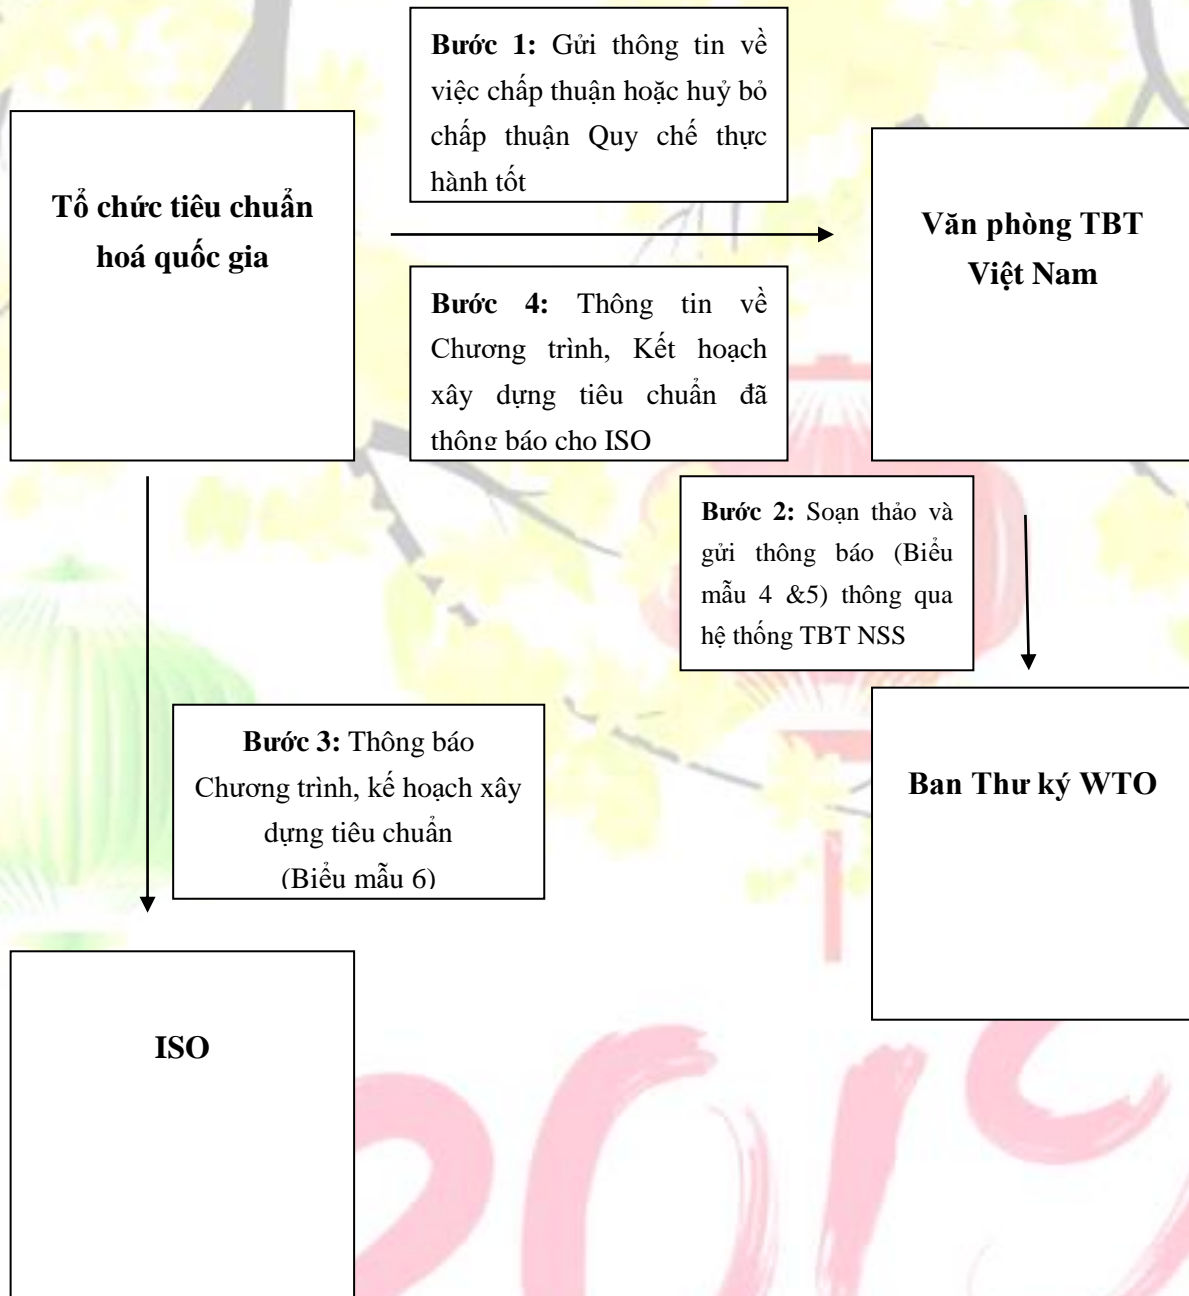 Bước 1: Gửi thông tin về
việc chấp thuận hoặc huỷ bỏ
chấp thuận Quy chế thực
hành tốt
Tổ chức tiêu chuẩn
hoá quốc gia
Văn phòng TBT
Việt Nam
Bước 4: Thông tin về
Chương trình, Kết hoạch
xây dựng tiêu chuẩn đã
thông báo cho ISO
Bước 2: Soạn thảo và
gửi thông báo (Biểu
mẫu 4 &5) thông qua
hệ thống TBT NSS
Bước 3: Thông báo
Chương trình, kế hoạch xây
dựng tiêu chuẩn
(Biểu mẫu 6)
Ban Thư ký WTO
ISO
2019